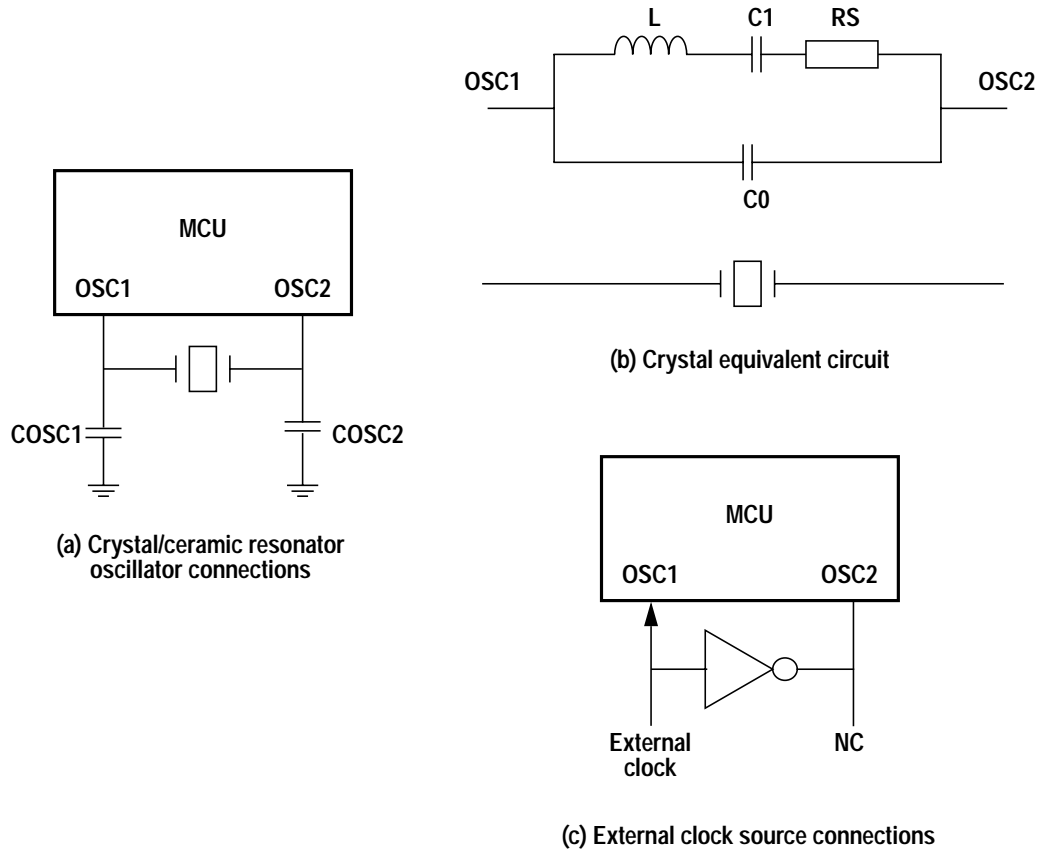 MCU
OSC1 OSC2
COSC1 COSC2
(a) Crystal/ceramic resonator
oscillator connections
L C1 RS
OSC1 OSC2
C0
(b) Crystal equivalent circuit
MCU
OSC1 OSC2
External
clock
NC
(c) External clock source connections